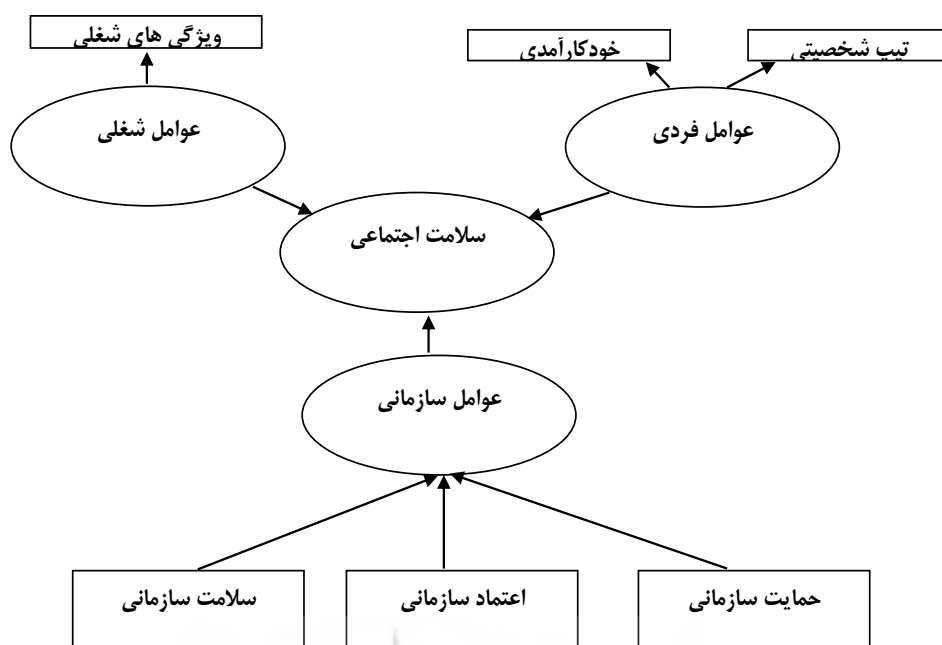 ویژگی های شغلی
خودکارآمدی
تیپ شخصیتی
عوامل شغلی
عوامل فردی
سلامت اجتماعی
عوامل سازمانی
سلامت سازمانی
اعتماد سازمانی
حمایت سازمانی